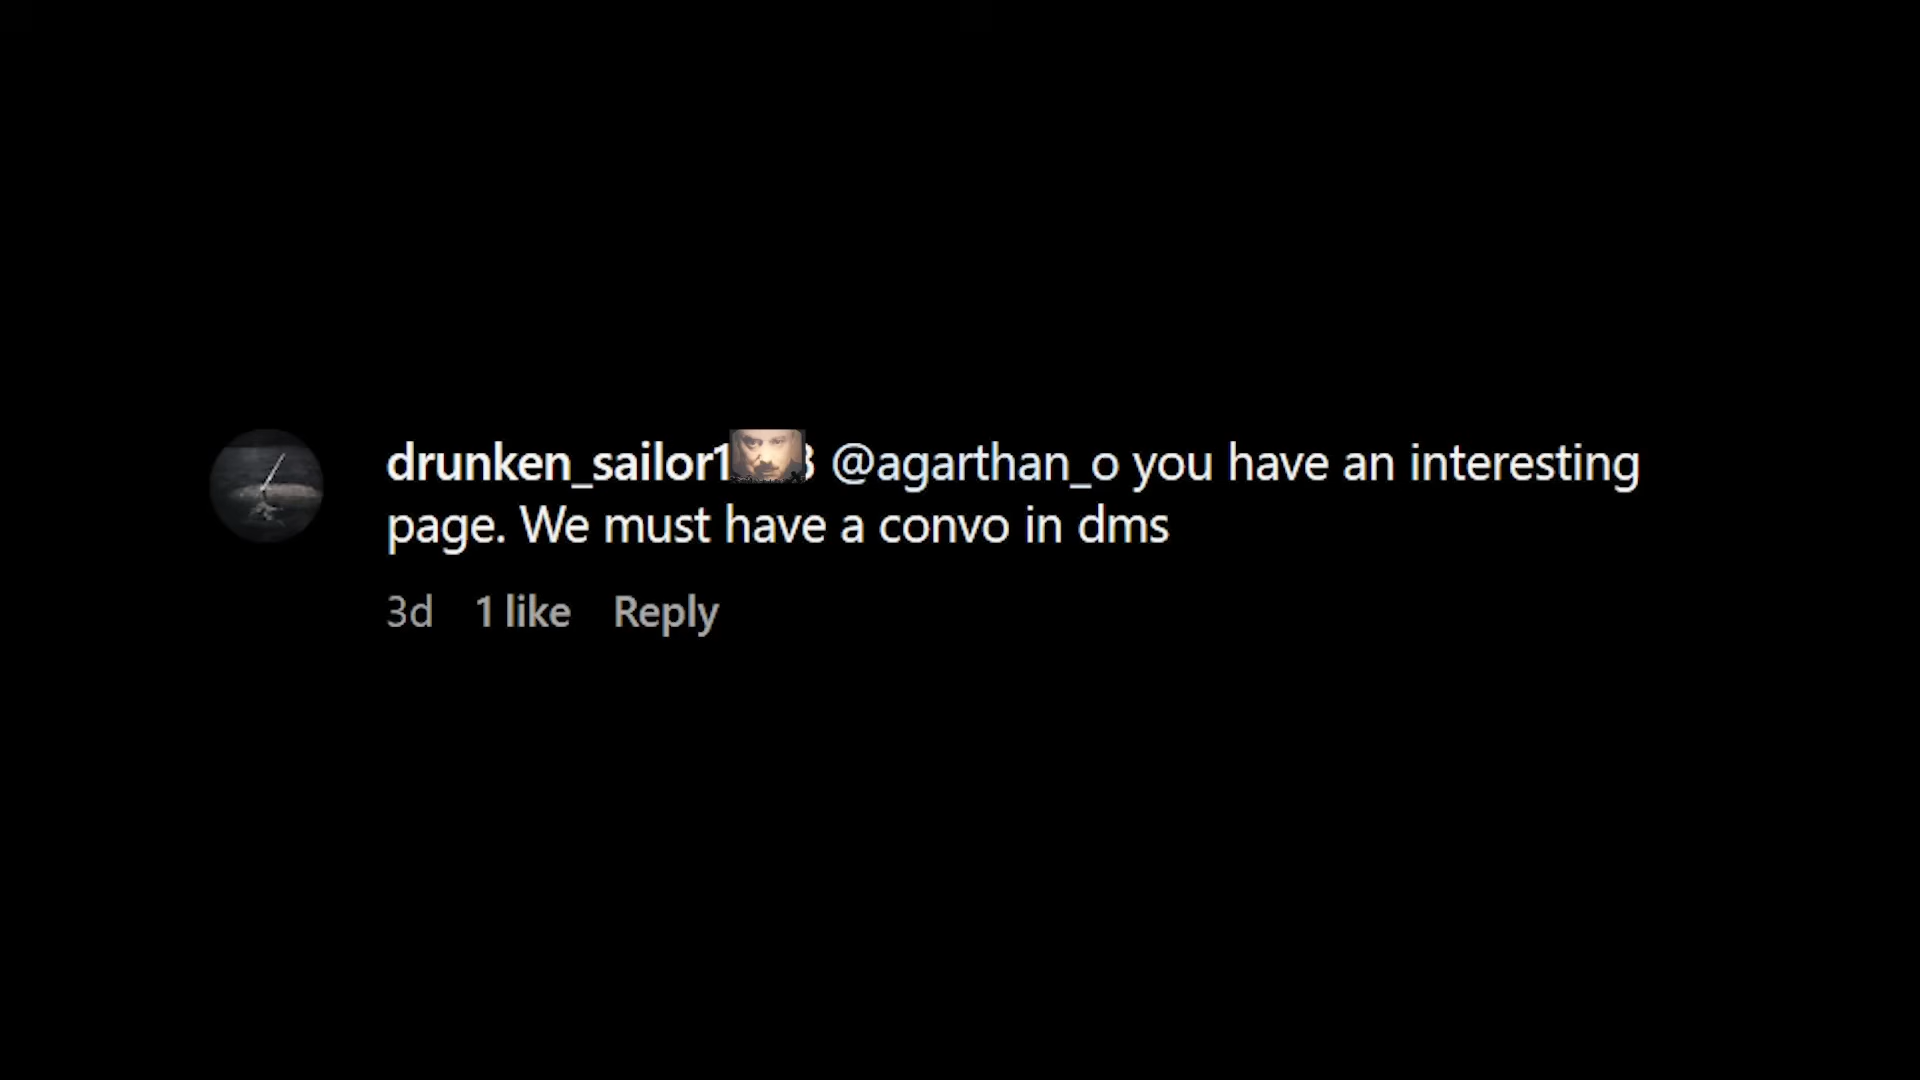 drunken_sailor1 @agarthan_o you have an interesting
page. We must have a convo in dms
3d 1 like Reply